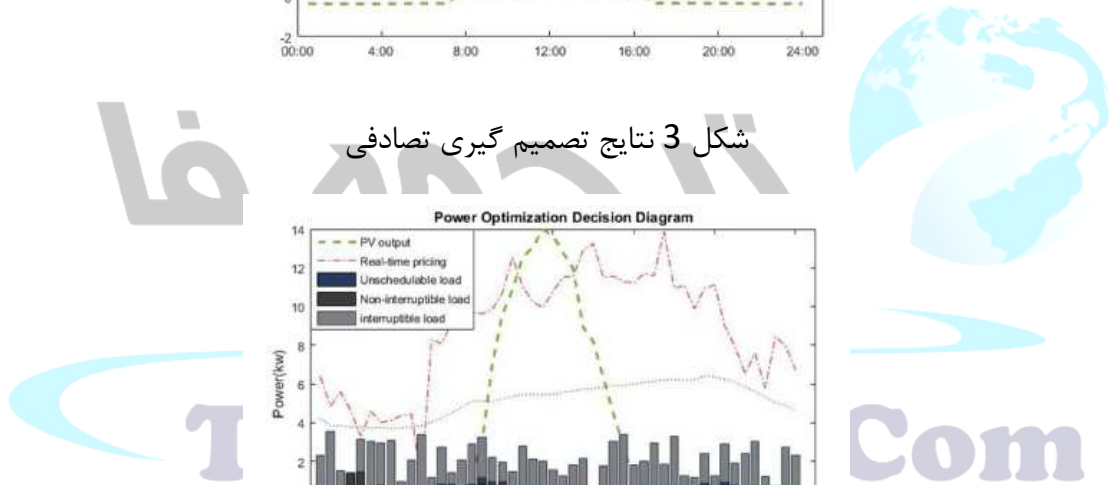 -2
00:00 4:00 8:00 12:00 16:00 20:00 24:00
شکل 3 نتایج تصمیم گیری تصادفی
Power Optimization Decision Diagram
14
PV output
Real-time pricing
12
Unschedulable load
Non-interruptible load
10
interruptible load
8
Power(kw)
6
4
2
Com